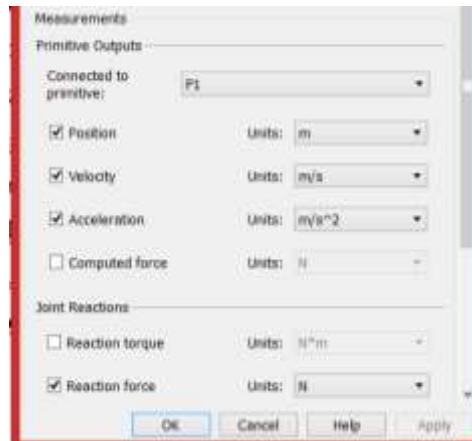 Measurements
Primitive Outputs
Connected to primitive: P1
Position Units: m
Velocity Units: m/s
Acceleration Units: m/s^2
Computed force Units: N
Joint Reactions
Reaction torque Units: N*m
Reaction force Units: N
OK Cancel Help Apply